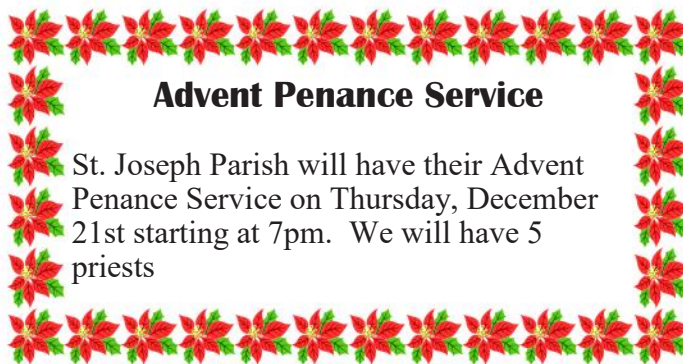 Advent Penance Service
St. Joseph Parish will have their Advent
Penance Service on Thursday, December
21st starting at 7pm.  We will have 5
priests